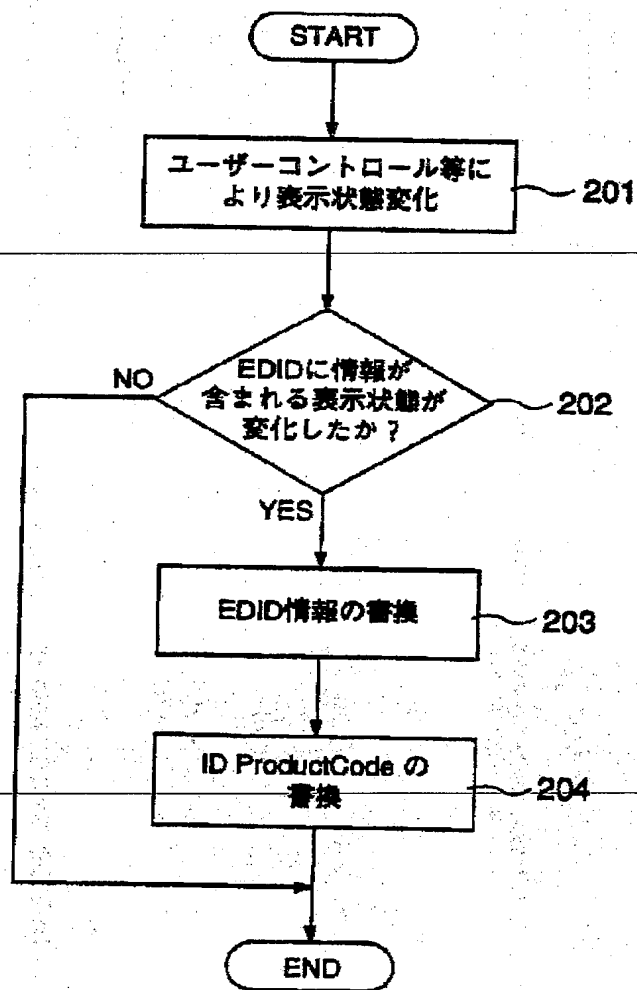 START
ユーザーコントロール等に
より表示状態変化
201
EDIDに情報が
含まれる表示状態が
変化したか？
202
NO
YES
EDID情報の書換
203
ID ProductCode の
書換
204
END